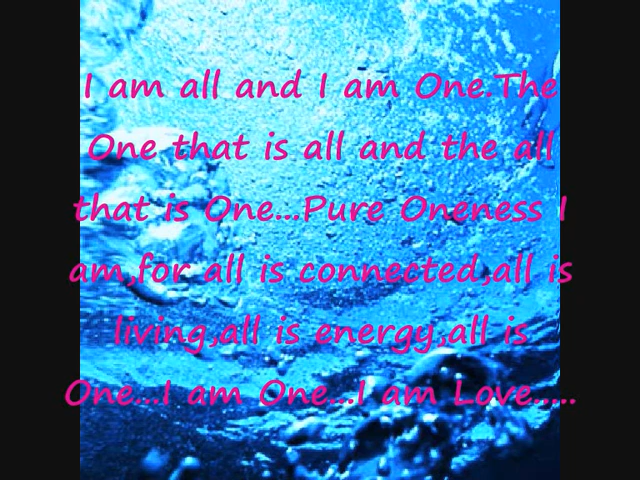 I am all and I am One.The
One that is all and the all
that is One...Pure Oneness I
am,for all is connected,all is
living,all is energy,all is
One...I am One...I am Love.....